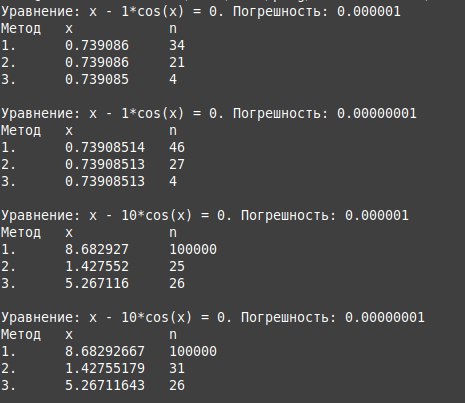 Уравнение: x - 1*cos(x) = 0. Погрешность: 0.000001
Метод x n
1. 0.739086 34
2. 0.739086 21
3. 0.739085 4
Уравнение: x - 1*cos(x) = 0. Погрешность: 0.00000001
Метод x n
1. 0.73908514 46
2. 0.73908513 27
3. 0.73908513 4
Уравнение: x - 10*cos(x) = 0. Погрешность: 0.000001
Метод x n
1. 8.682927 100000
2. 1.427552 25
3. 5.267116 26
Уравнение: x - 10*cos(x) = 0. Погрешность: 0.00000001
Метод x n
1. 8.68292667 100000
2. 1.42755179 31
3. 5.26711643 26